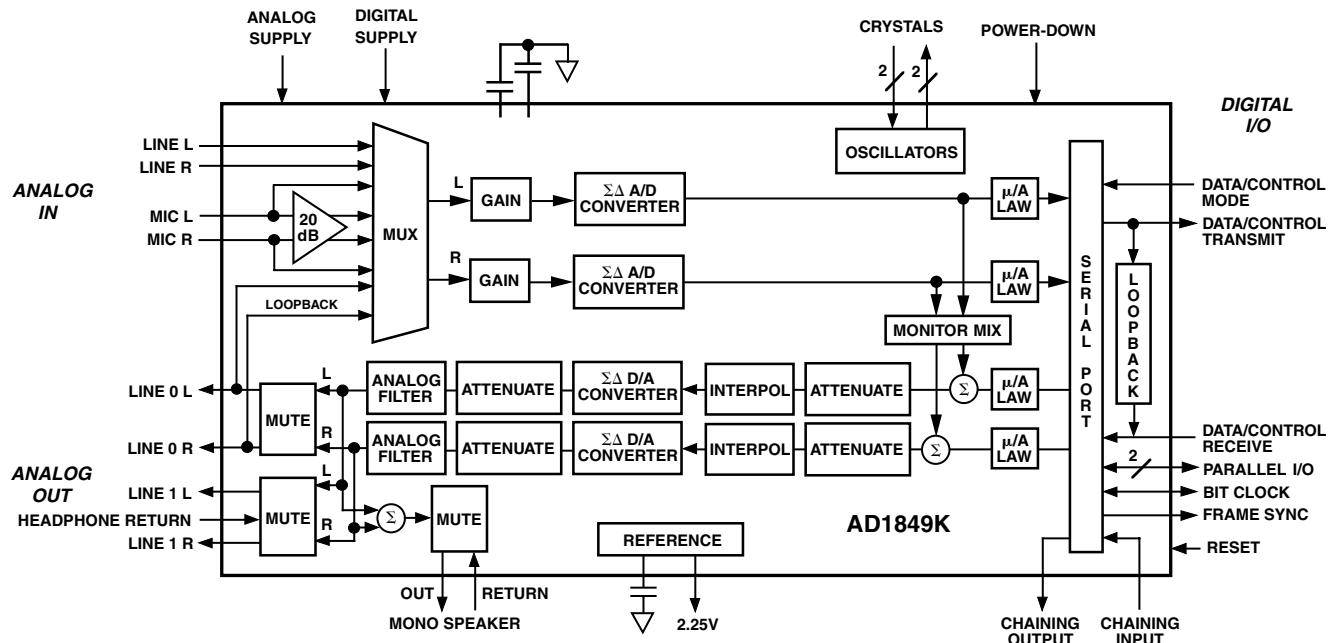 ANALOG
SUPPLY
DIGITAL
SUPPLY
CRYSTALS
POWER-DOWN
2
2
DIGITAL
I/O
ANALOG
IN
LINE L
LINE R
MIC L
MIC R
20
dB
MUX
L
GAIN
ΣΔ A/D
CONVERTER
OSCILLATORS
μ/A
LAW
R
GAIN
ΣΔ A/D
CONVERTER
μ/A
LAW
LOOPBACK
MONITOR MIX
SERIAL PORT
DATA/CONTROL
MODE
DATA/CONTROL
TRANSMIT
LOOPBACK
LINE 0 L
LINE 0 R
MUTE
L
R
ANALOG
FILTER
ATTENUATE
ΣΔ D/A
CONVERTER
INTERPOL
ATTENUATE
Σ
μ/A
LAW
ANALOG
FILTER
ATTENUATE
ΣΔ D/A
CONVERTER
INTERPOL
ATTENUATE
Σ
μ/A
LAW
DATA/CONTROL
RECEIVE
2
PARALLEL I/O
BIT CLOCK
FRAME SYNC
RESET
ANALOG
OUT
LINE 1 L
HEADPHONE RETURN
LINE 1 R
MUTE
L
R
Σ
MUTE
REFERENCE
AD1849K
OUT
RETURN
MONO SPEAKER
2.25V
CHAINING
OUTPUT
CHAINING
INPUT